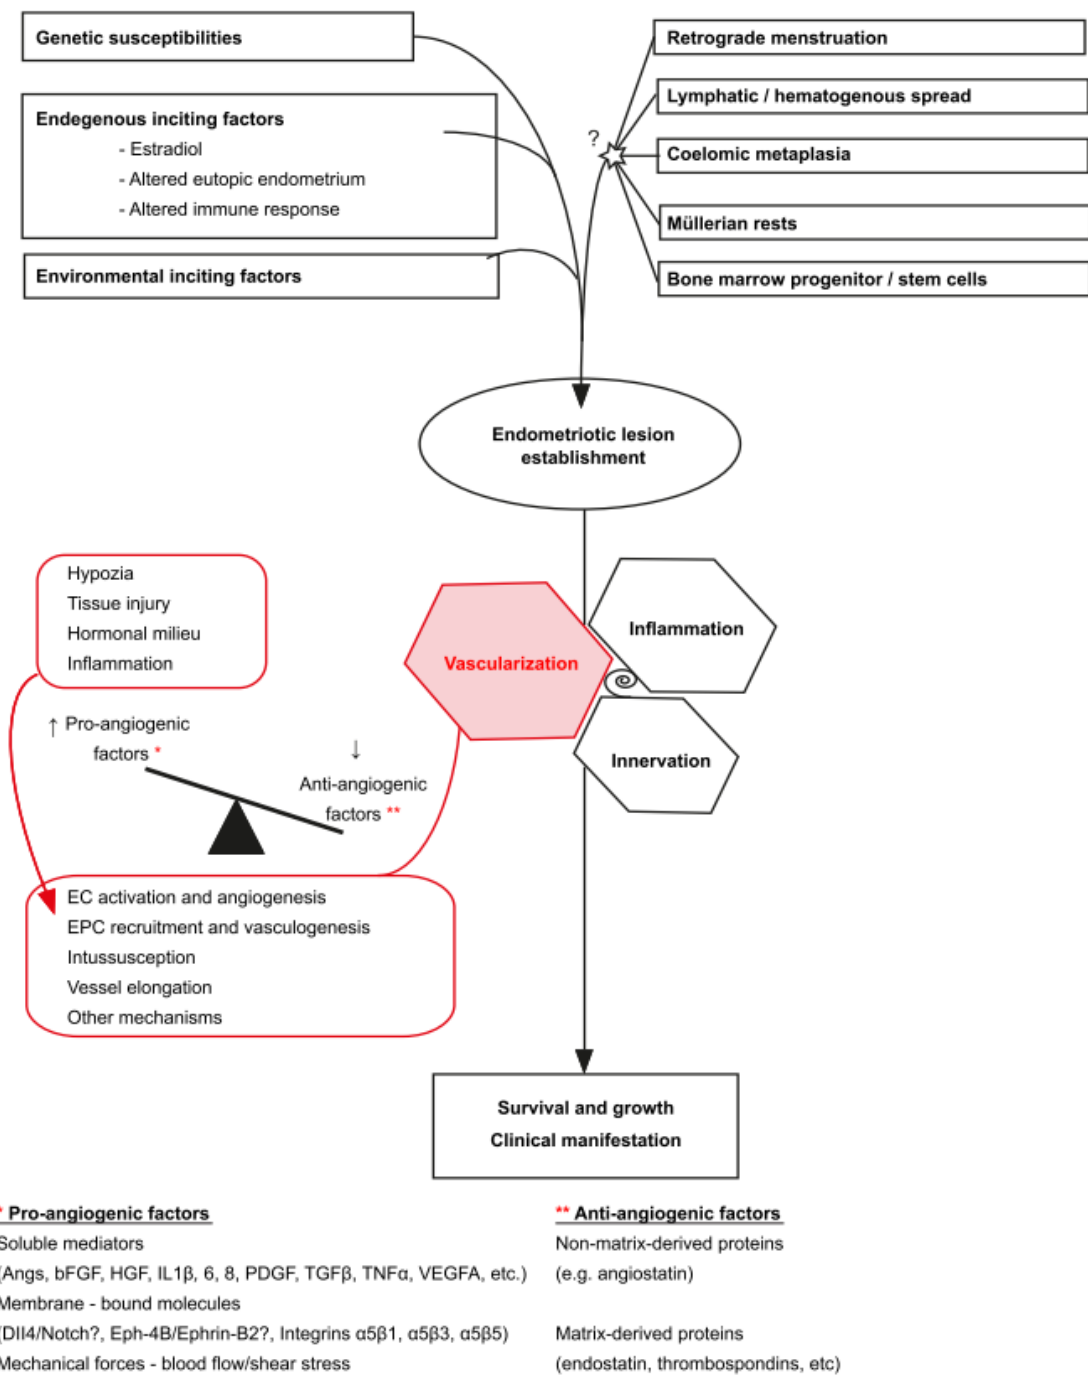 Genetic susceptibilities
Endegenous inciting factors
- Estradiol
- Altered eutopic endometrium
- Altered immune response
Environmental inciting factors
Retrograde menstruation
Lymphatic / hematogenous spread
?
Coelomic metaplasia
Müllerian rests
Bone marrow progenitor / stem cells
Endometriotic lesion
establishment
Hypozia
Tissue injury
Hormonal milieu
Inflammation
Vascularization
Inflammation
Innervation
↑ Pro-angiogenic
factors *
↓
Anti-angiogenic
factors **
EC activation and angiogenesis
EPC recruitment and vasculogenesis
Intussusception
Vessel elongation
Other mechanisms
Survival and growth
Clinical manifestation
* Pro-angiogenic factors
Soluble mediators
(Angs, bFGF, HGF, IL1β, 6, 8, PDGF, TGFβ, TNFα, VEGFA, etc.)
Membrane - bound molecules
(Dll4/Notch?, Eph-4B/Ephrin-B2?, Integrins α5β1, α5β3, α5β5)
Mechanical forces - blood flow/shear stress
** Anti-angiogenic factors
Non-matrix-derived proteins
(e.g. angiostatin)
Matrix-derived proteins
(endostatin, thrombospondins, etc)